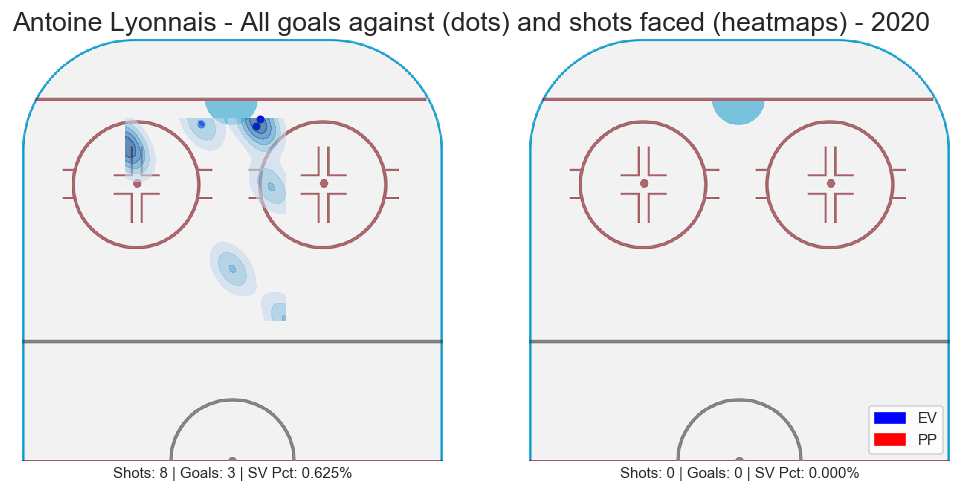 Antoine Lyonnais - All goals against (dots) and shots faced (heatmaps) - 2020
EV
PP
Shots: 8 | Goals: 3 | SV Pct: 0.625%
Shots: 0 | Goals: 0 | SV Pct: 0.000%